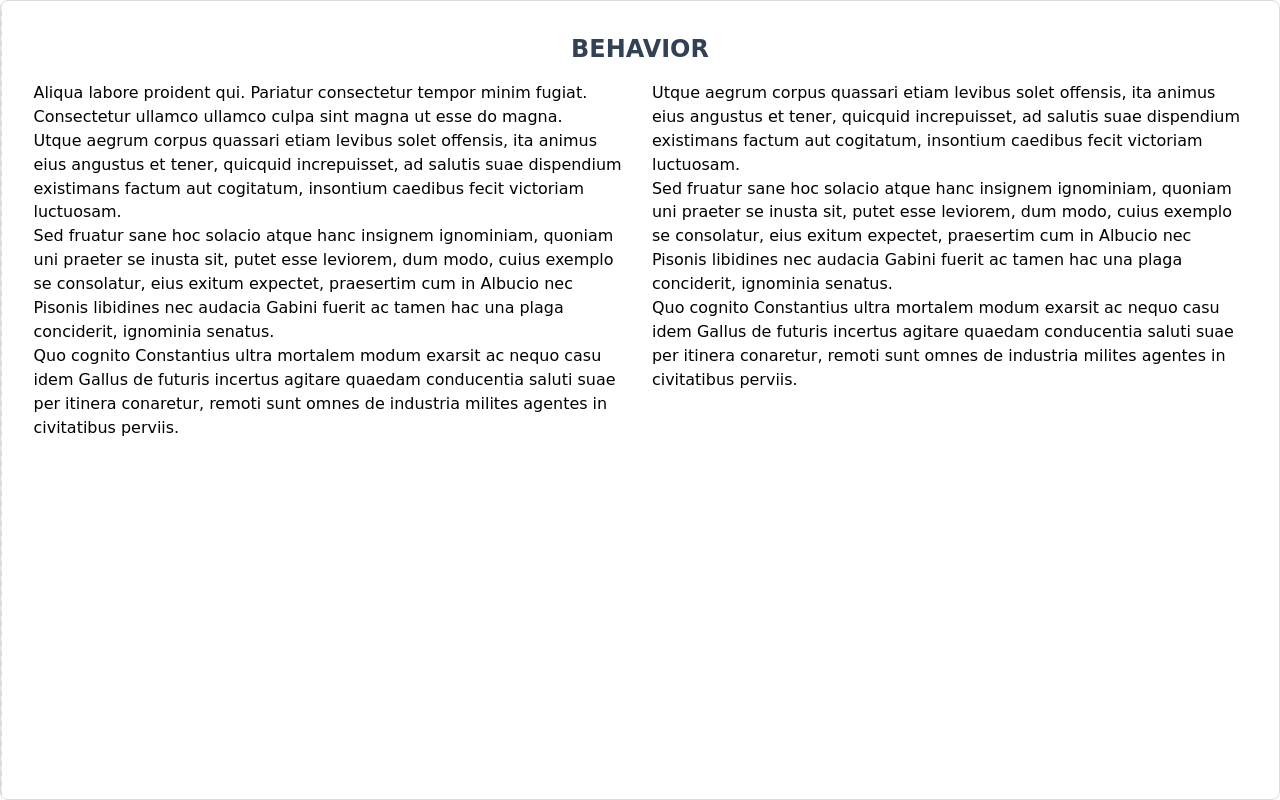 BEHAVIOR
Aliqua labore proident qui. Pariatur consectetur tempor minim fugiat.
Consectetur ullamco ullamco culpa sint magna ut esse do magna.
Utque aegrum corpus quassari etiam levibus solet offensis, ita animus
eius angustus et tener, quicquid increpuisset, ad salutis suae dispendium
existimans factum aut cogitatum, insontium caedibus fecit victoriam
luctuosam.
Sed fruatur sane hoc solacio atque hanc insignem ignominiam, quoniam
uni praeter se inusta sit, putet esse leviorem, dum modo, cuius exemplo
se consolatur, eius exitum expectet, praesertim cum in Albucio nec
Pisonis libidines nec audacia Gabini fuerit ac tamen hac una plaga
conciderit, ignominia senatus.
Quo cognito Constantius ultra mortalem modum exarsit ac nequo casu
idem Gallus de futuris incertus agitare quaedam conducentia saluti suae
per itinera conaretur, remoti sunt omnes de industria milites agentes in
civitatibus perviis.
Utque aegrum corpus quassari etiam levibus solet offensis, ita animus
eius angustus et tener, quicquid increpuisset, ad salutis suae dispendium
existimans factum aut cogitatum, insontium caedibus fecit victoriam
luctuosam.
Sed fruatur sane hoc solacio atque hanc insignem ignominiam, quoniam
uni praeter se inusta sit, putet esse leviorem, dum modo, cuius exemplo
se consolatur, eius exitum expectet, praesertim cum in Albucio nec
Pisonis libidines nec audacia Gabini fuerit ac tamen hac una plaga
conciderit, ignominia senatus.
Quo cognito Constantius ultra mortalem modum exarsit ac nequo casu
idem Gallus de futuris incertus agitare quaedam conducentia saluti suae
per itinera conaretur, remoti sunt omnes de industria milites agentes in
civitatibus perviis.